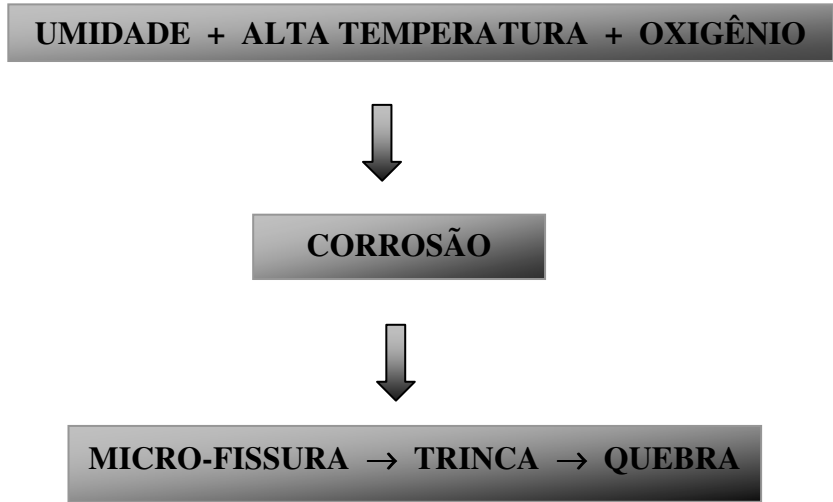 UMIDADE + ALTA TEMPERATURA + OXIGÊNIO
CORROSÃO
MICRO-FISSURA → TRINCA → QUEBRA